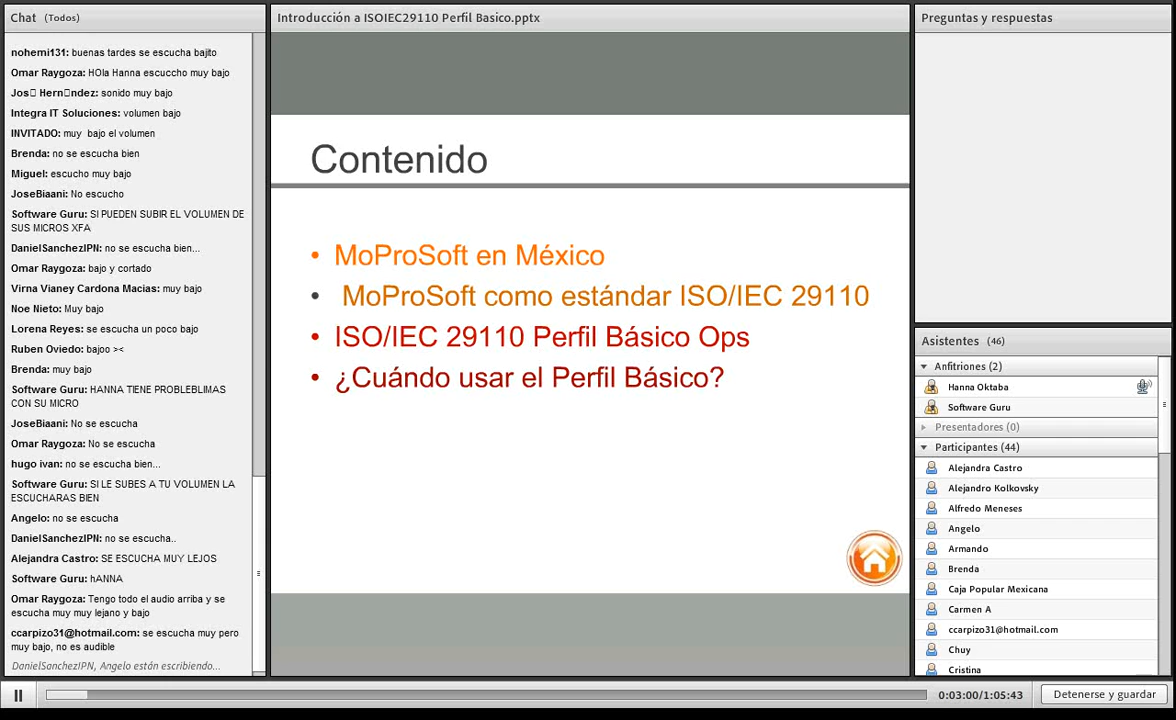 Chat (Todos)
nohemi131: buenas tardes se escucha bajito
Omar Raygoza: HOla Hanna escuccho muy bajo
Jos▯ Hern▯ndez: sonido muy bajo
Integra IT Soluciones: volumen bajo
INVITADO: muy bajo el volumen
Brenda: no se escucha bien
Miguel: escucho muy bajo
JoseBiaani: No escucho
Software Guru: SI PUEDEN SUBIR EL VOLUMEN DE
SUS MICROS XFA
DanielSanchezIPN: no se escucha bien...
Omar Raygoza: bajo y cortado
Virna Vianey Cardona Macias: muy bajo
Noe Nieto: Muy bajo
Lorena Reyes: se escucha un poco bajo
Ruben Oviedo: bajoo ><
Brenda: muy bajo
Software Guru: HANNA TIENE PROBLEBLIMAS
CON SU MICRO
JoseBiaani: No se escucha
Omar Raygoza: No se escucha
hugo ivan: no se escucha bien...
Software Guru: SI LE SUBES A TU VOLUMEN LA
ESCUCHARAS BIEN
Angelo: no se escucha
DanielSanchezIPN: no se escucha..
Alejandra Castro: SE ESCUCHA MUY LEJOS
Software Guru: hANNA
Omar Raygoza: Tengo todo el audio arriba y se
escucha muy muy lejano y bajo
ccarpizo31@hotmail.com: se escucha muy pero
muy bajo, no es audible
DanielSanchezIPN, Angelo están escribiendo...
Introducción a ISOIEC29110 Perfil Basico.pptx
Contenido
• MoProSoft en México
• MoProSoft como estándar ISO/IEC 29110
• ISO/IEC 29110 Perfil Básico Ops
• ¿Cuándo usar el Perfil Básico?
Preguntas y respuestas
Asistentes (46)
Anfitriones (2)
Hanna Oktaba
Software Guru
Presentadores (0)
Participantes (44)
Alejandra Castro
Alejandro Kolkovsky
Alfredo Meneses
Angelo
Armando
Brenda
Caja Popular Mexicana
Carmen A
ccarpizo31@hotmail.com
Chuy
Cristina
0:03:00/1:05:43
Detenerse y guardar